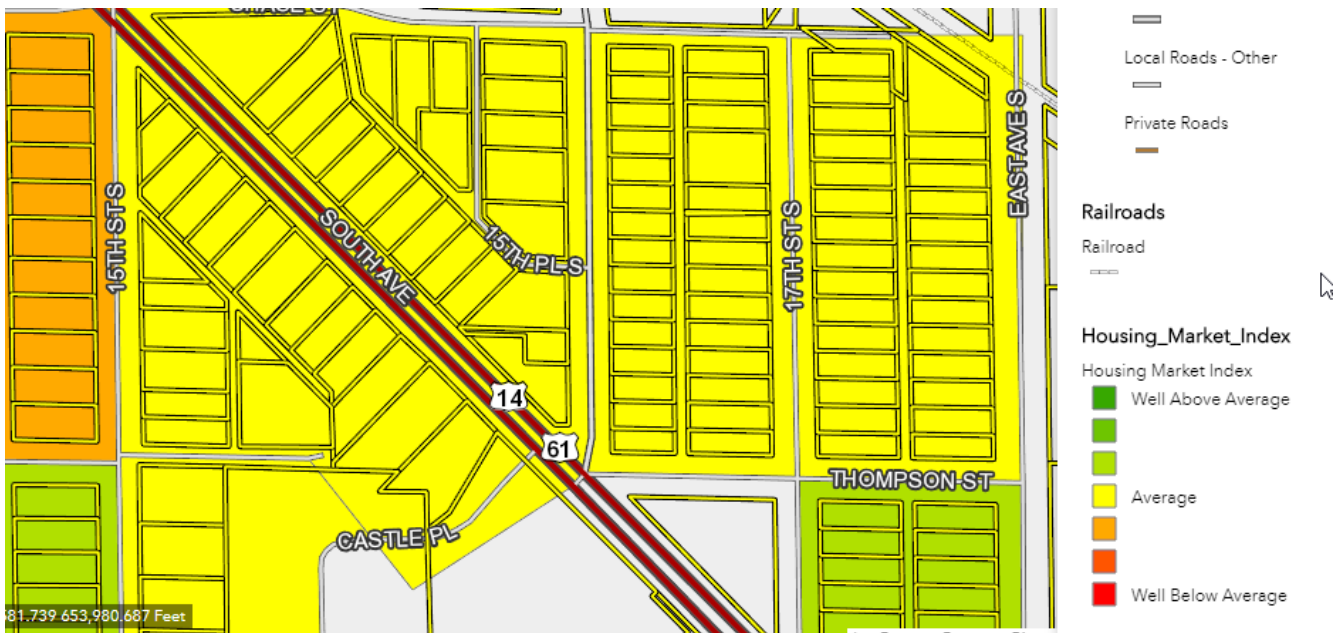 15TH ST S
SOUTH AVE
15TH PL S
17TH ST S
EAST AVE S
14
61
THOMPSON ST
CASTLE PL
653,980.687 Feet
Local Roads - Other
Private Roads
Railroads
Railroad
Housing_Market_Index
Housing Market Index
Well Above Average
Average
Well Below Average